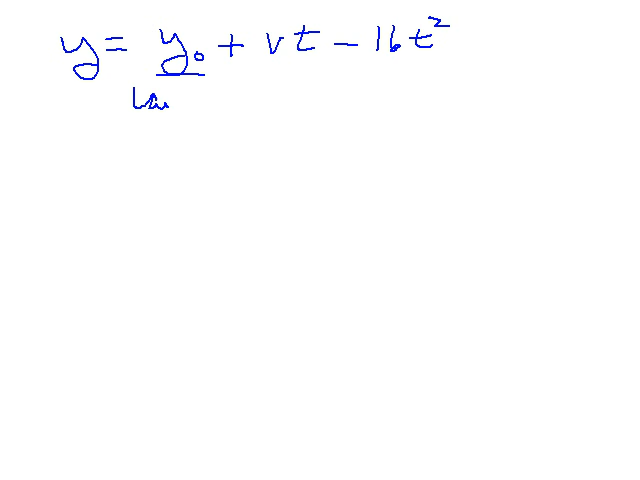 y = y₀ + vt − 16t²